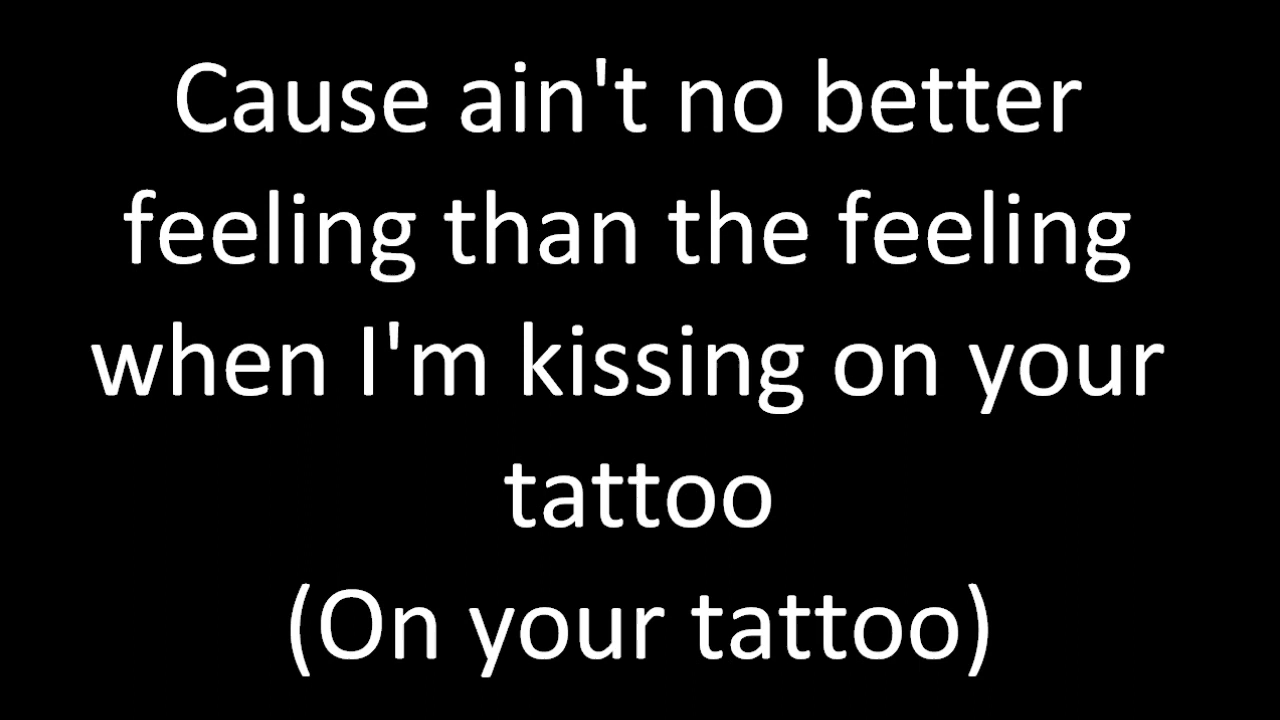 Cause ain't no better
feeling than the feeling
when I'm kissing on your
tattoo
(On your tattoo)